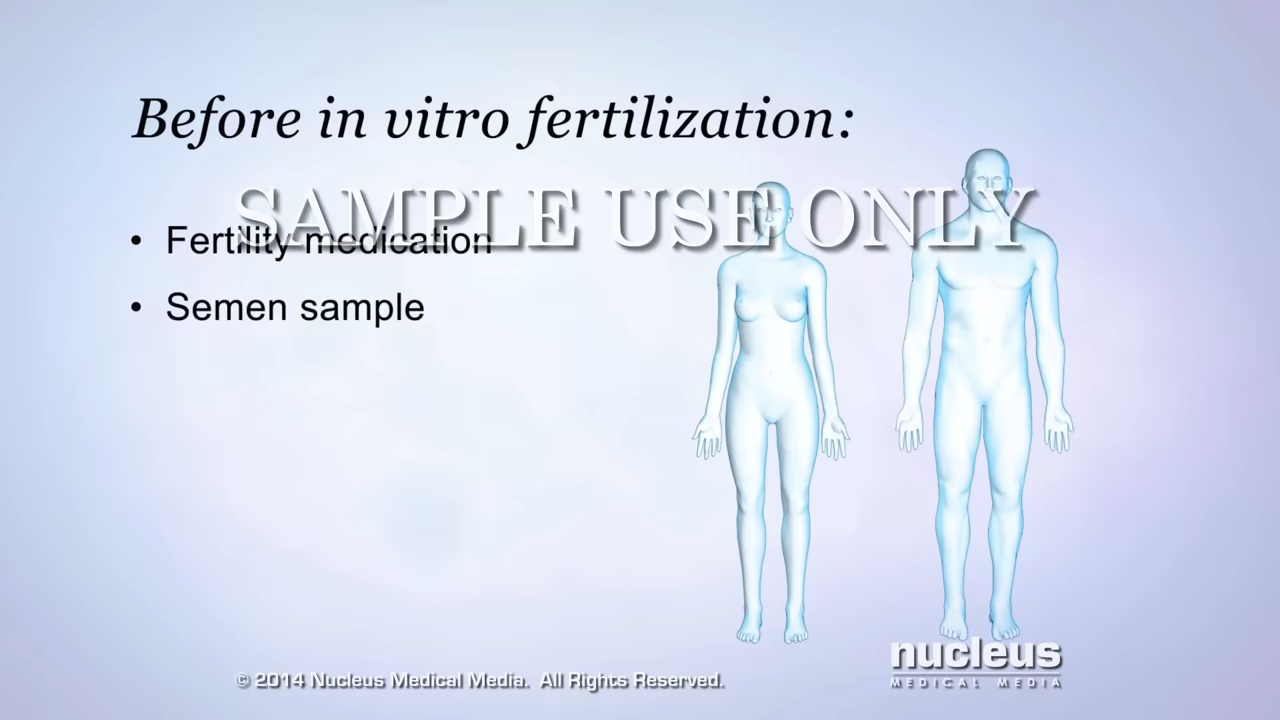 Before in vitro fertilization:
SAMPLE USE ONLY
• Fertility medication
• Semen sample
nucleus
MEDICAL MEDIA
© 2014 Nucleus Medical Media. All Rights Reserved.